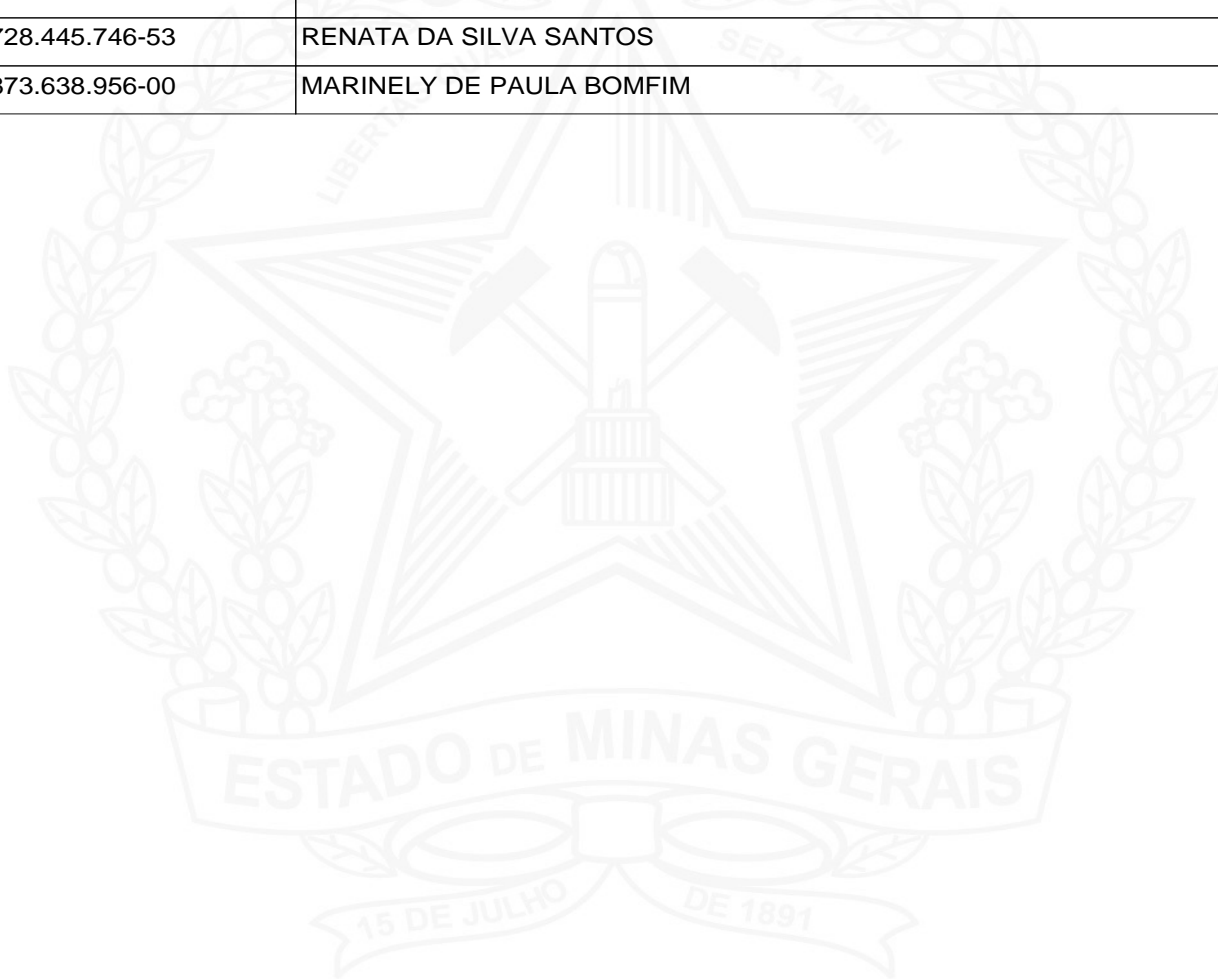 728.445.746-53 RENATA DA SILVA SANTOS
873.638.956-00 MARINELY DE PAULA BOMFIM
LIBERTAS QUAE SERA TAMEN
ESTADO DE MINAS GERAIS
15 DE JULHO DE 1891